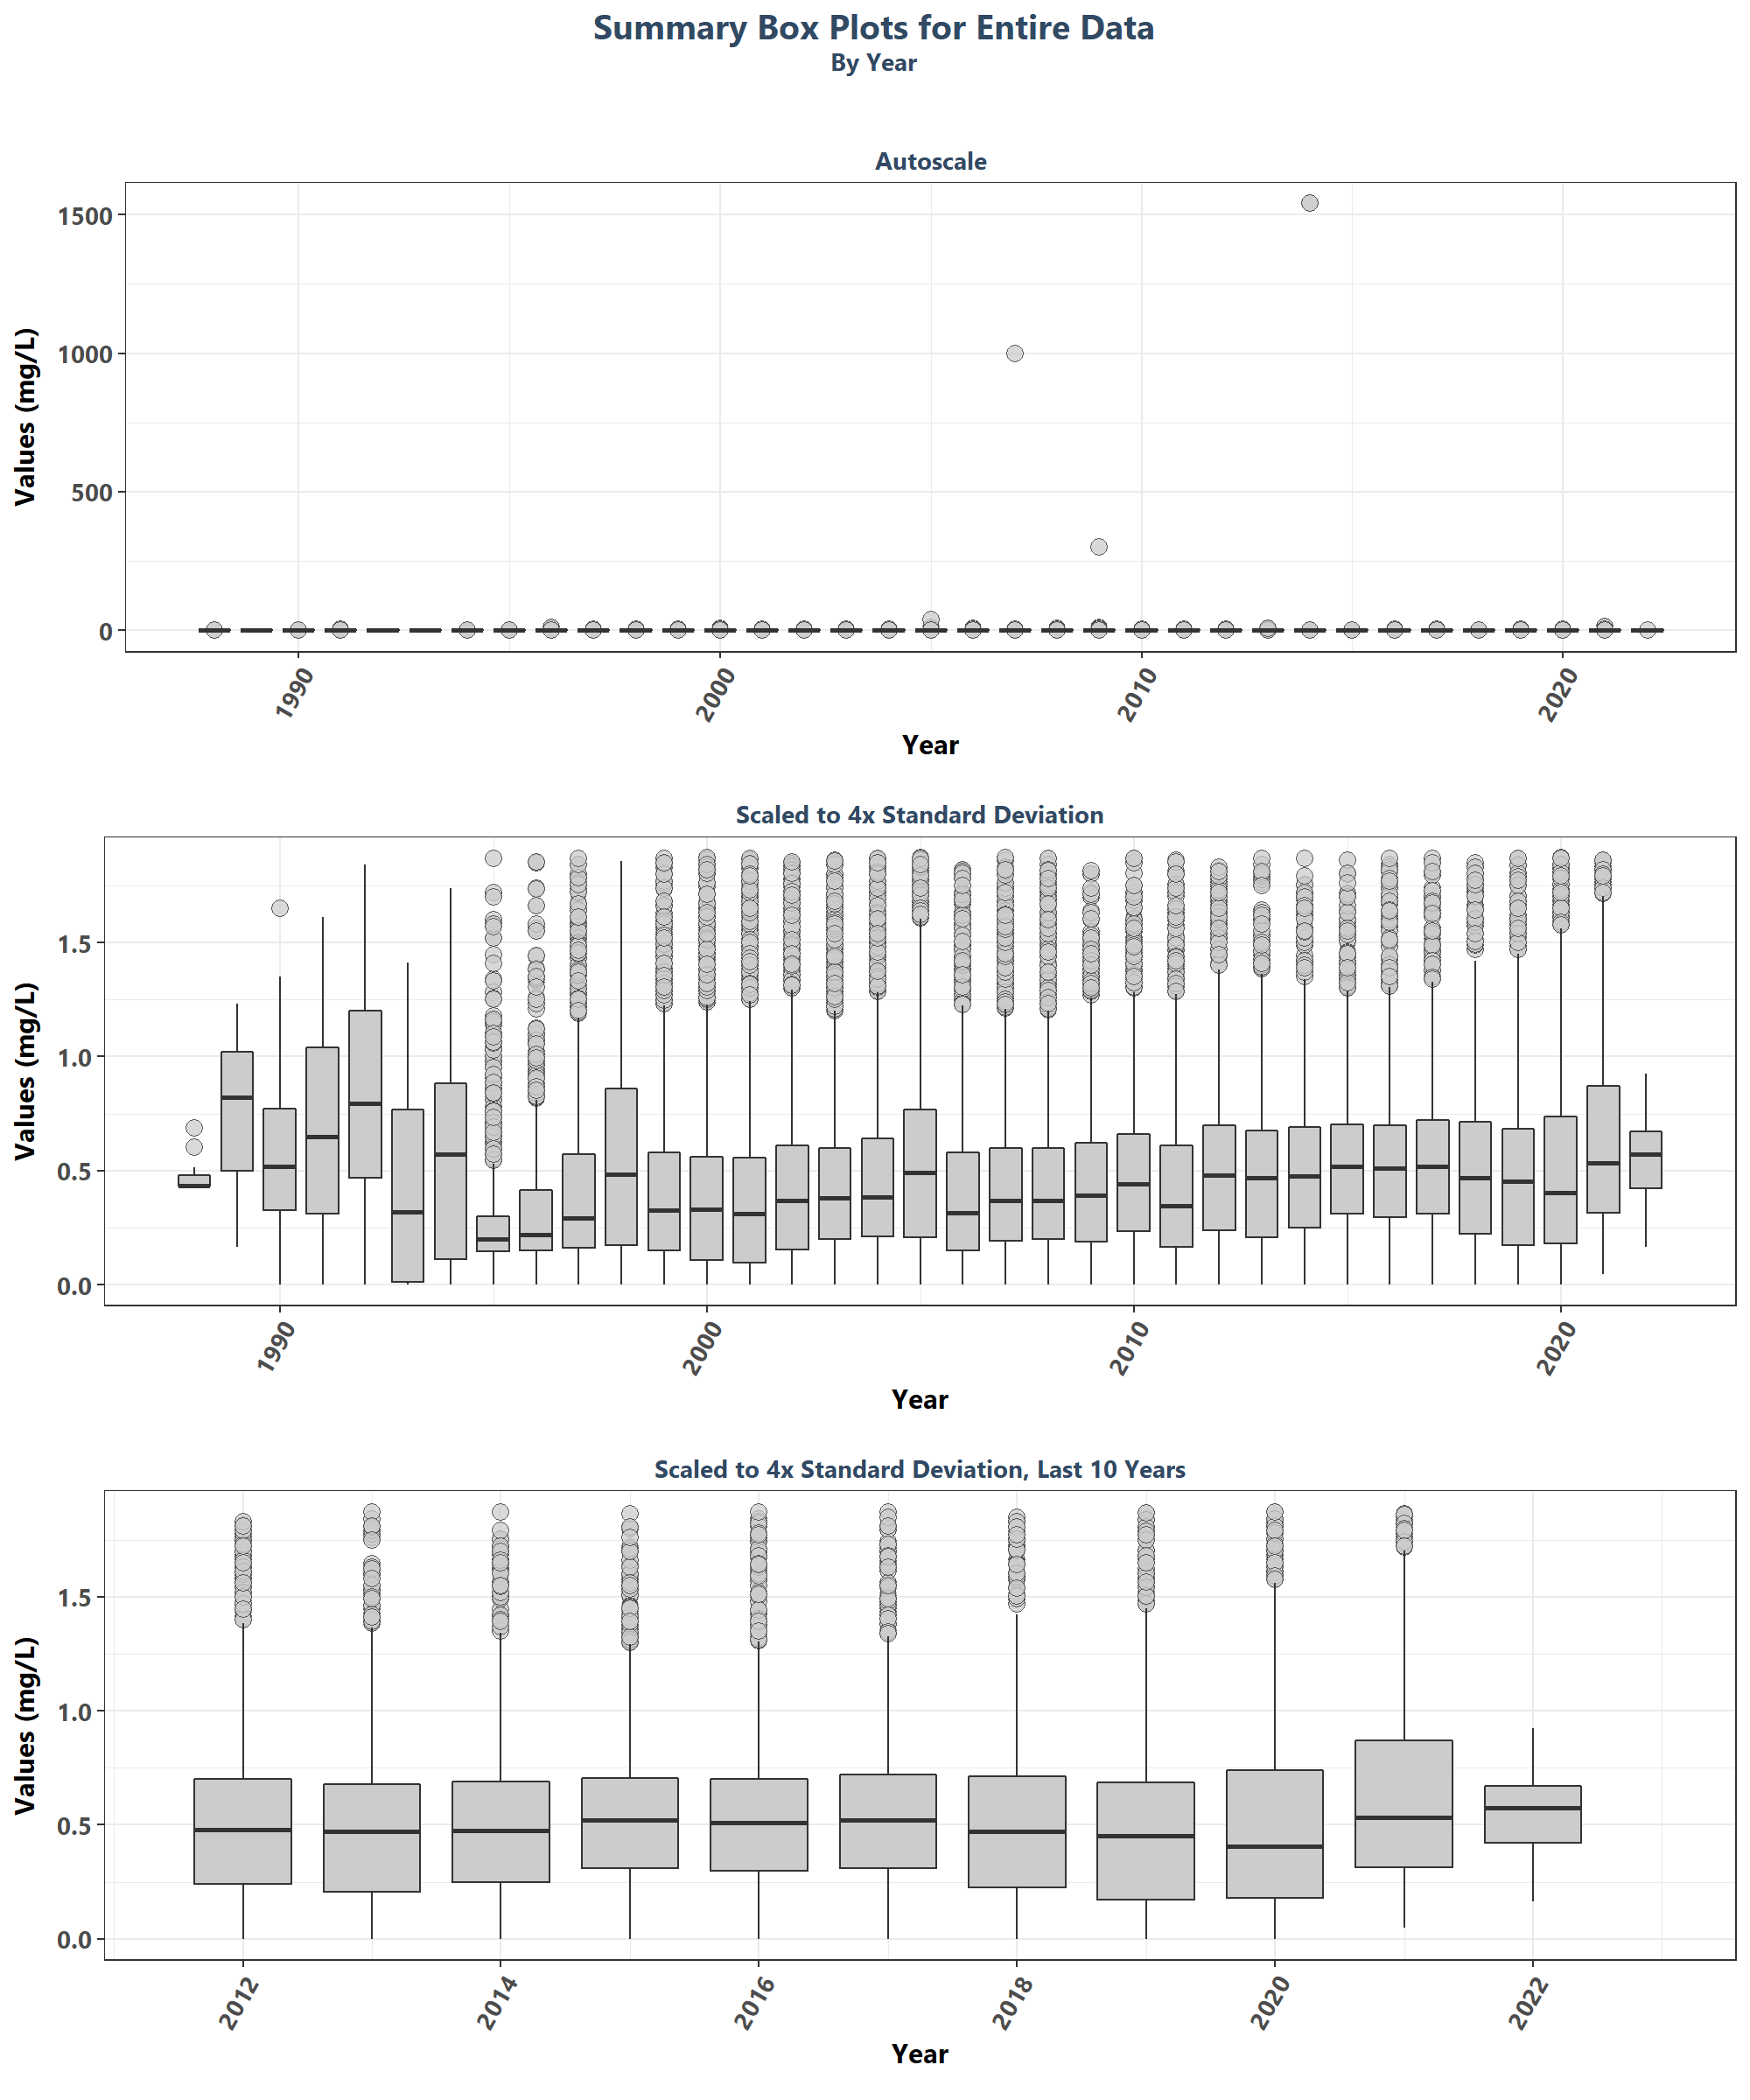 Summary Box Plots for Entire Data
By Year
Autoscale
Values (mg/L)
1500
1000
500
0
1990
2000
2010
2020
Year
Scaled to 4x Standard Deviation
Values (mg/L)
1.5
1.0
0.5
0.0
1990
2000
2010
2020
Year
Scaled to 4x Standard Deviation, Last 10 Years
Values (mg/L)
1.5
1.0
0.5
0.0
2012
2014
2016
2018
2020
2022
Year